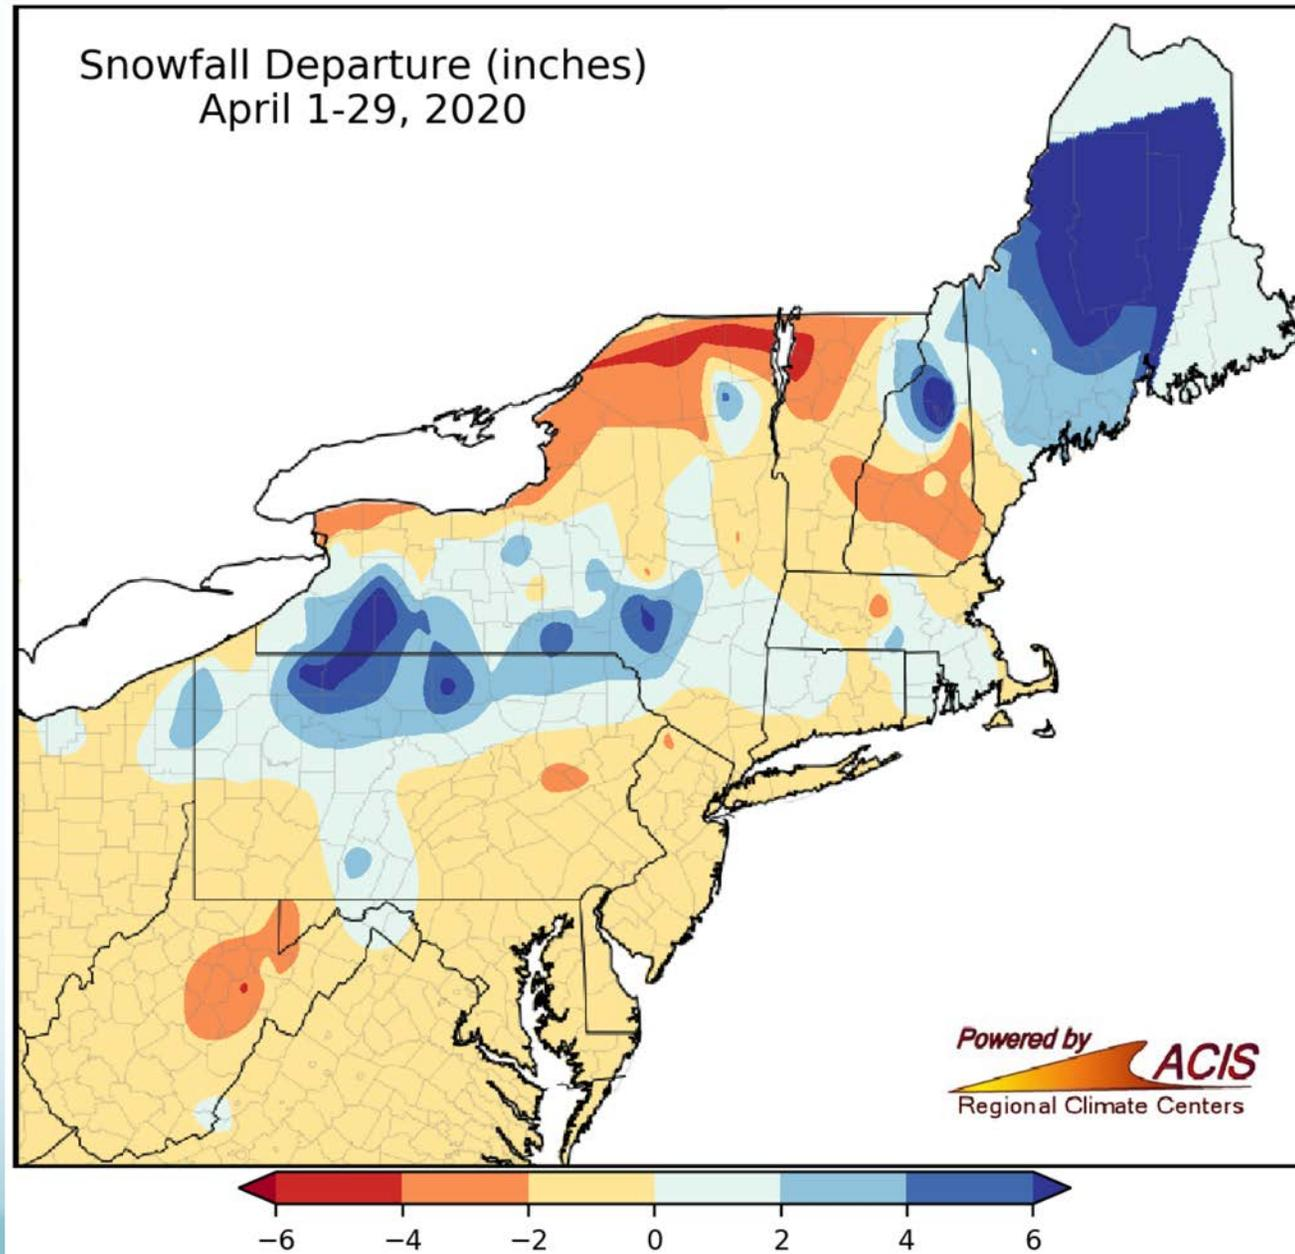 Snowfall Departure (inches)
April 1-29, 2020
Powered by
ACIS
Regional Climate Centers
−6 −4 −2 0 2 4 6